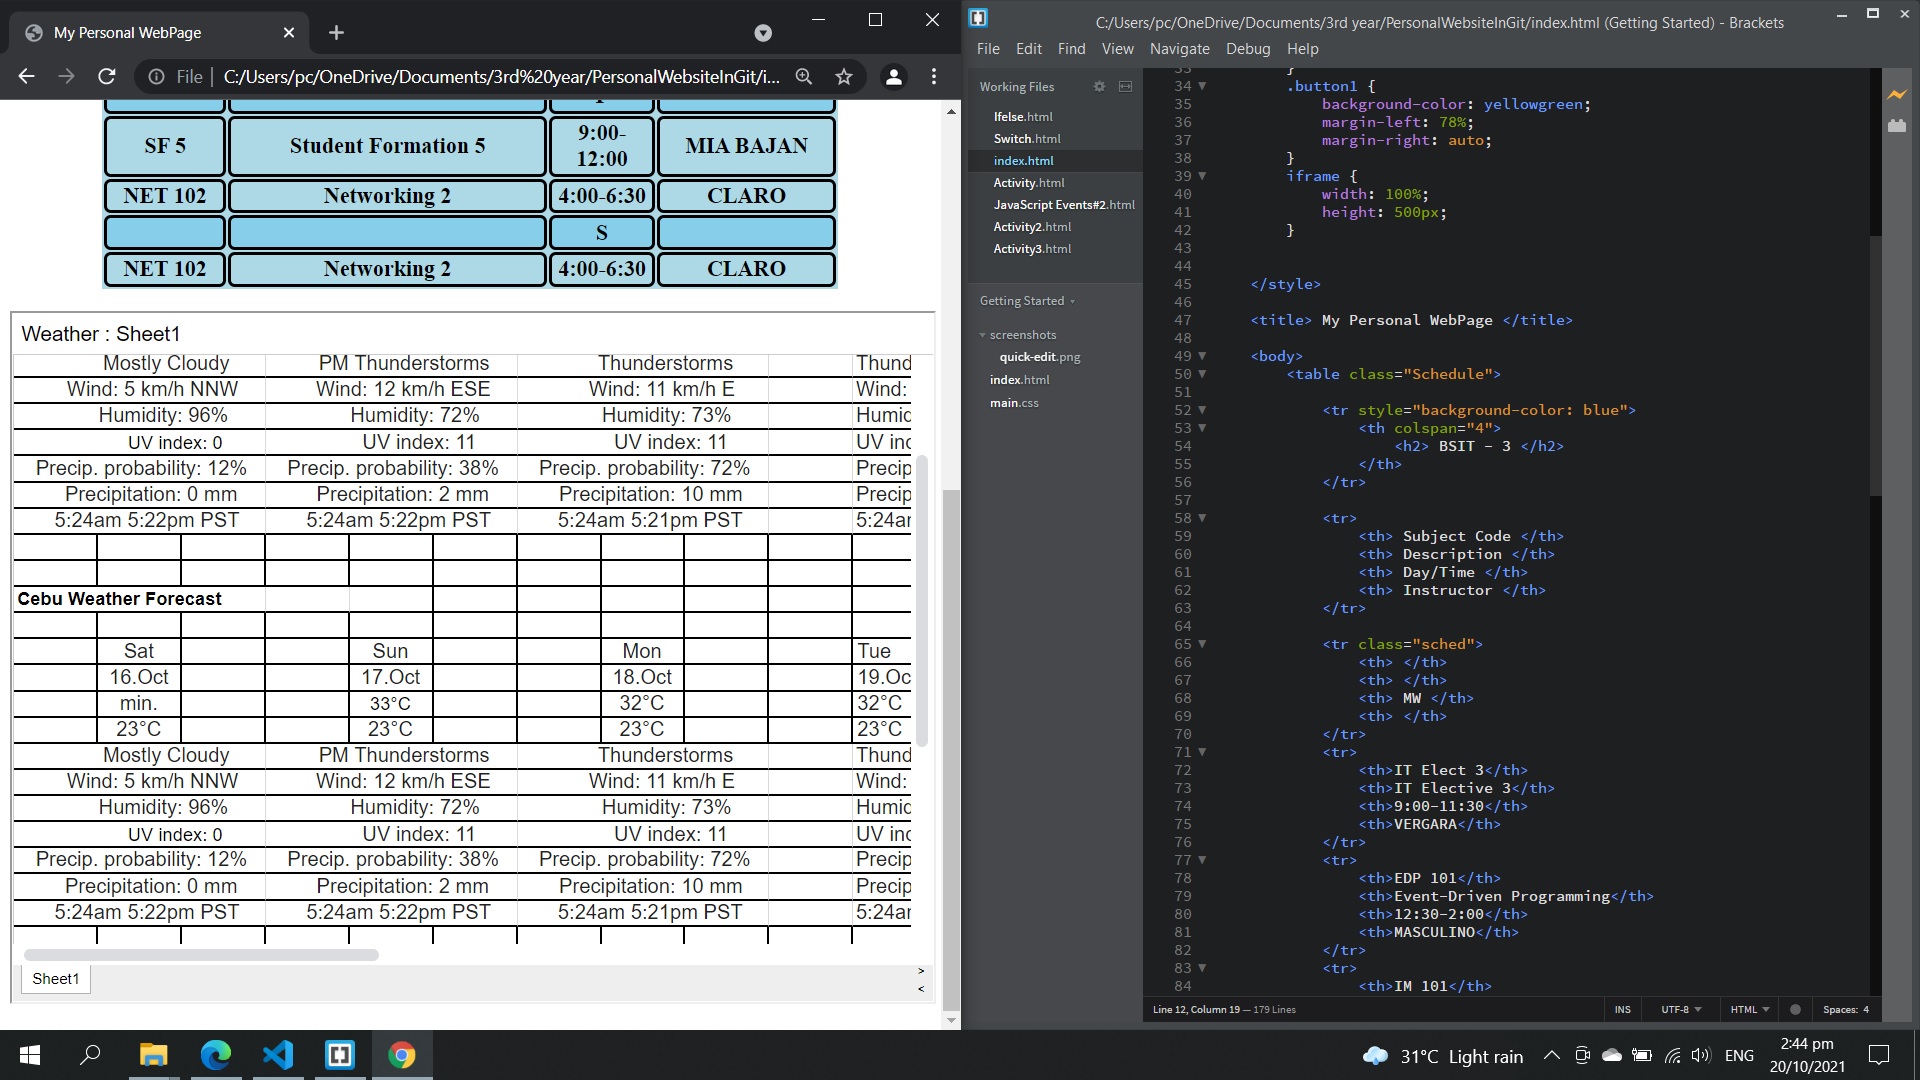 My Personal WebPage
File
C:/Users/pc/OneDrive/Documents/3rd%20year/PersonalWebsiteInGit/i...
SF 5 Student Formation 5 9:00-12:00 MIA BAJAN
NET 102 Networking 2 4:00-6:30 CLARO
S
NET 102 Networking 2 4:00-6:30 CLARO
Weather : Sheet1
Mostly Cloudy PM Thunderstorms Thunderstorms Thund
Wind: 5 km/h NNW Wind: 12 km/h ESE Wind: 11 km/h E Wind:
Humidity: 96% Humidity: 72% Humidity: 73% Humid
UV index: 0 UV index: 11 UV index: 11 UV ind
Precip. probability: 12% Precip. probability: 38% Precip. probability: 72% Precip
Precipitation: 0 mm Precipitation: 2 mm Precipitation: 10 mm Precip
5:24am 5:22pm PST 5:24am 5:22pm PST 5:24am 5:21pm PST 5:24ar
Cebu Weather Forecast
Sat Sun Mon Tue
16.Oct 17.Oct 18.Oct 19.Oc
min. 33°C 32°C 32°C
23°C 23°C 23°C 23°C
Mostly Cloudy PM Thunderstorms Thunderstorms Thund
Wind: 5 km/h NNW Wind: 12 km/h ESE Wind: 11 km/h E Wind:
Humidity: 96% Humidity: 72% Humidity: 73% Humid
UV index: 0 UV index: 11 UV index: 11 UV ind
Precip. probability: 12% Precip. probability: 38% Precip. probability: 72% Precip
Precipitation: 0 mm Precipitation: 2 mm Precipitation: 10 mm Precip
5:24am 5:22pm PST 5:24am 5:22pm PST 5:24am 5:21pm PST 5:24ar
Sheet1
> 
<
C:/Users/pc/OneDrive/Documents/3rd year/PersonalWebsiteInGit/index.html (Getting Started) - Brackets
File Edit Find View Navigate Debug Help
Working Files
Ifelse.html
Switch.html
index.html
Activity.html
JavaScript Events#2.html
Activity2.html
Activity3.html
Getting Started
screenshots
quick-edit.png
index.html
main.css
33 }
34 .button1 {
35 background-color: yellowgreen;
36 margin-left: 78%;
37 margin-right: auto;
38 }
39 iframe {
40 width: 100%;
41 height: 500px;
42 }
43
44
45 </style>
46
47 <title> My Personal WebPage </title>
48
49 <body>
50 <table class="Schedule">
51
52 <tr style="background-color: blue">
53 <th colspan="4">
54 <h2> BSIT - 3 </h2>
55 </th>
56 </tr>
57
58 <tr>
59 <th> Subject Code </th>
60 <th> Description </th>
61 <th> Day/Time </th>
62 <th> Instructor </th>
63 </tr>
64
65 <tr class="sched">
66 <th> </th>
67 <th> </th>
68 <th> MW </th>
69 <th> </th>
70 </tr>
71 <tr>
72 <th>IT Elect 3</th>
73 <th>IT Elective 3</th>
74 <th>9:00-11:30</th>
75 <th>VERGARA</th>
76 </tr>
77 <tr>
78 <th>EDP 101</th>
79 <th>Event-Driven Programming</th>
80 <th>12:30-2:00</th>
81 <th>MASCULINO</th>
82 </tr>
83 <tr>
84 <th>IM 101</th>
Line 12, Column 19 — 179 Lines
INS UTF-8 HTML Spaces: 4
31°C Light rain
ENG
2:44 pm
20/10/2021